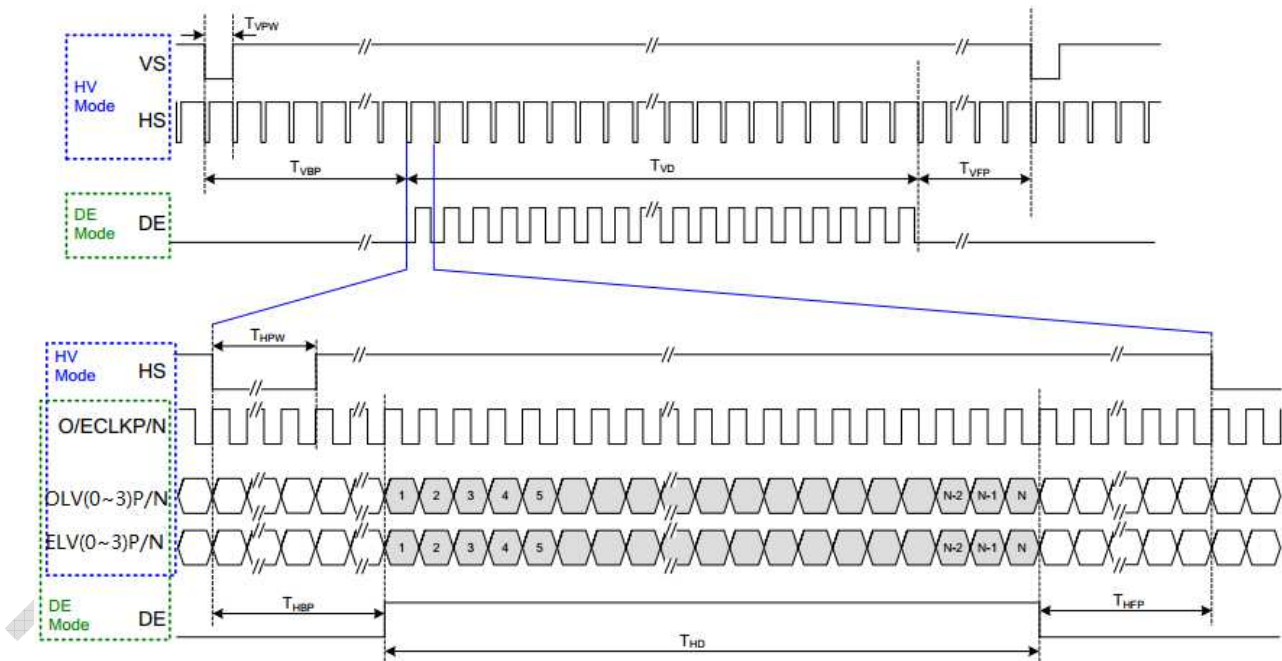 TVPW
VS
HV
Mode
HS
TVBP
TVD
TVFP
DE
Mode
DE
THPW
HV
Mode
HS
O/ECLKP/N
OLV(0~3)P/N
1 2 3 4 5 N-2 N-1 N
ELV(0~3)P/N
1 2 3 4 5 N-2 N-1 N
THBP
THFP
DE
Mode
DE
THD